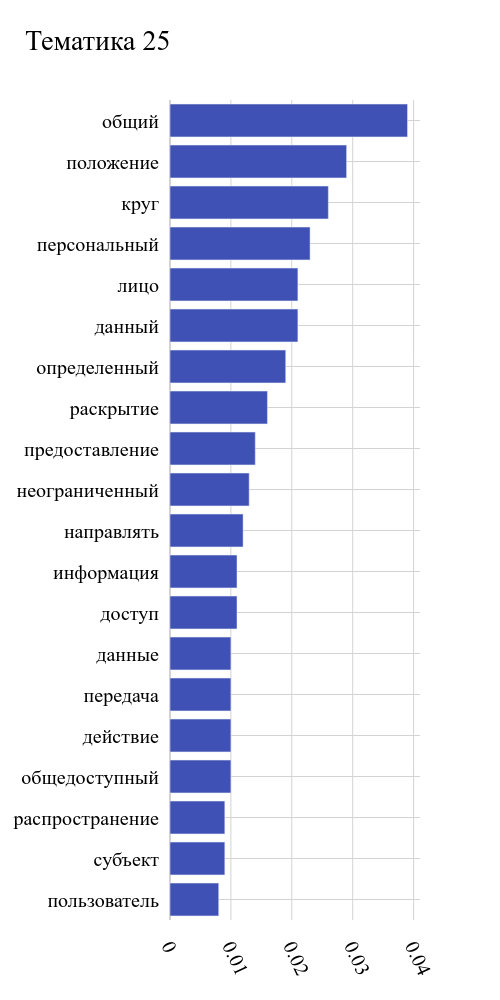 Тематика 25
общий
положение
круг
персональный
лицо
данный
определенный
раскрытие
предоставление
неограниченный
направлять
информация
доступ
данные
передача
действие
общедоступный
распространение
субъект
пользователь
0 0.01 0.02 0.03 0.04